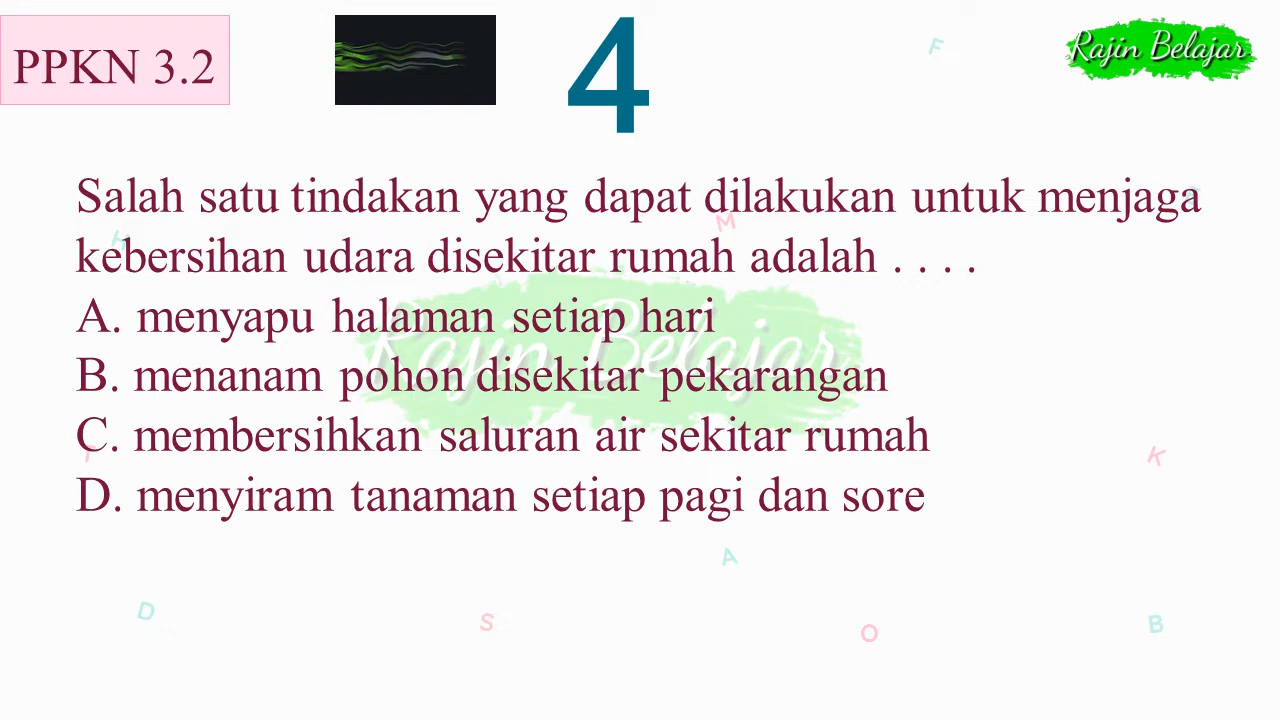 PPKN 3.2
4
Rajin Belajar
Salah satu tindakan yang dapat dilakukan untuk menjaga
kebersihan udara disekitar rumah adalah . . . .
A. menyapu halaman setiap hari
B. menanam pohon disekitar pekarangan
C. membersihkan saluran air sekitar rumah
D. menyiram tanaman setiap pagi dan sore
Rajin Belajar
F
M
H
K
A
D
S
O
B